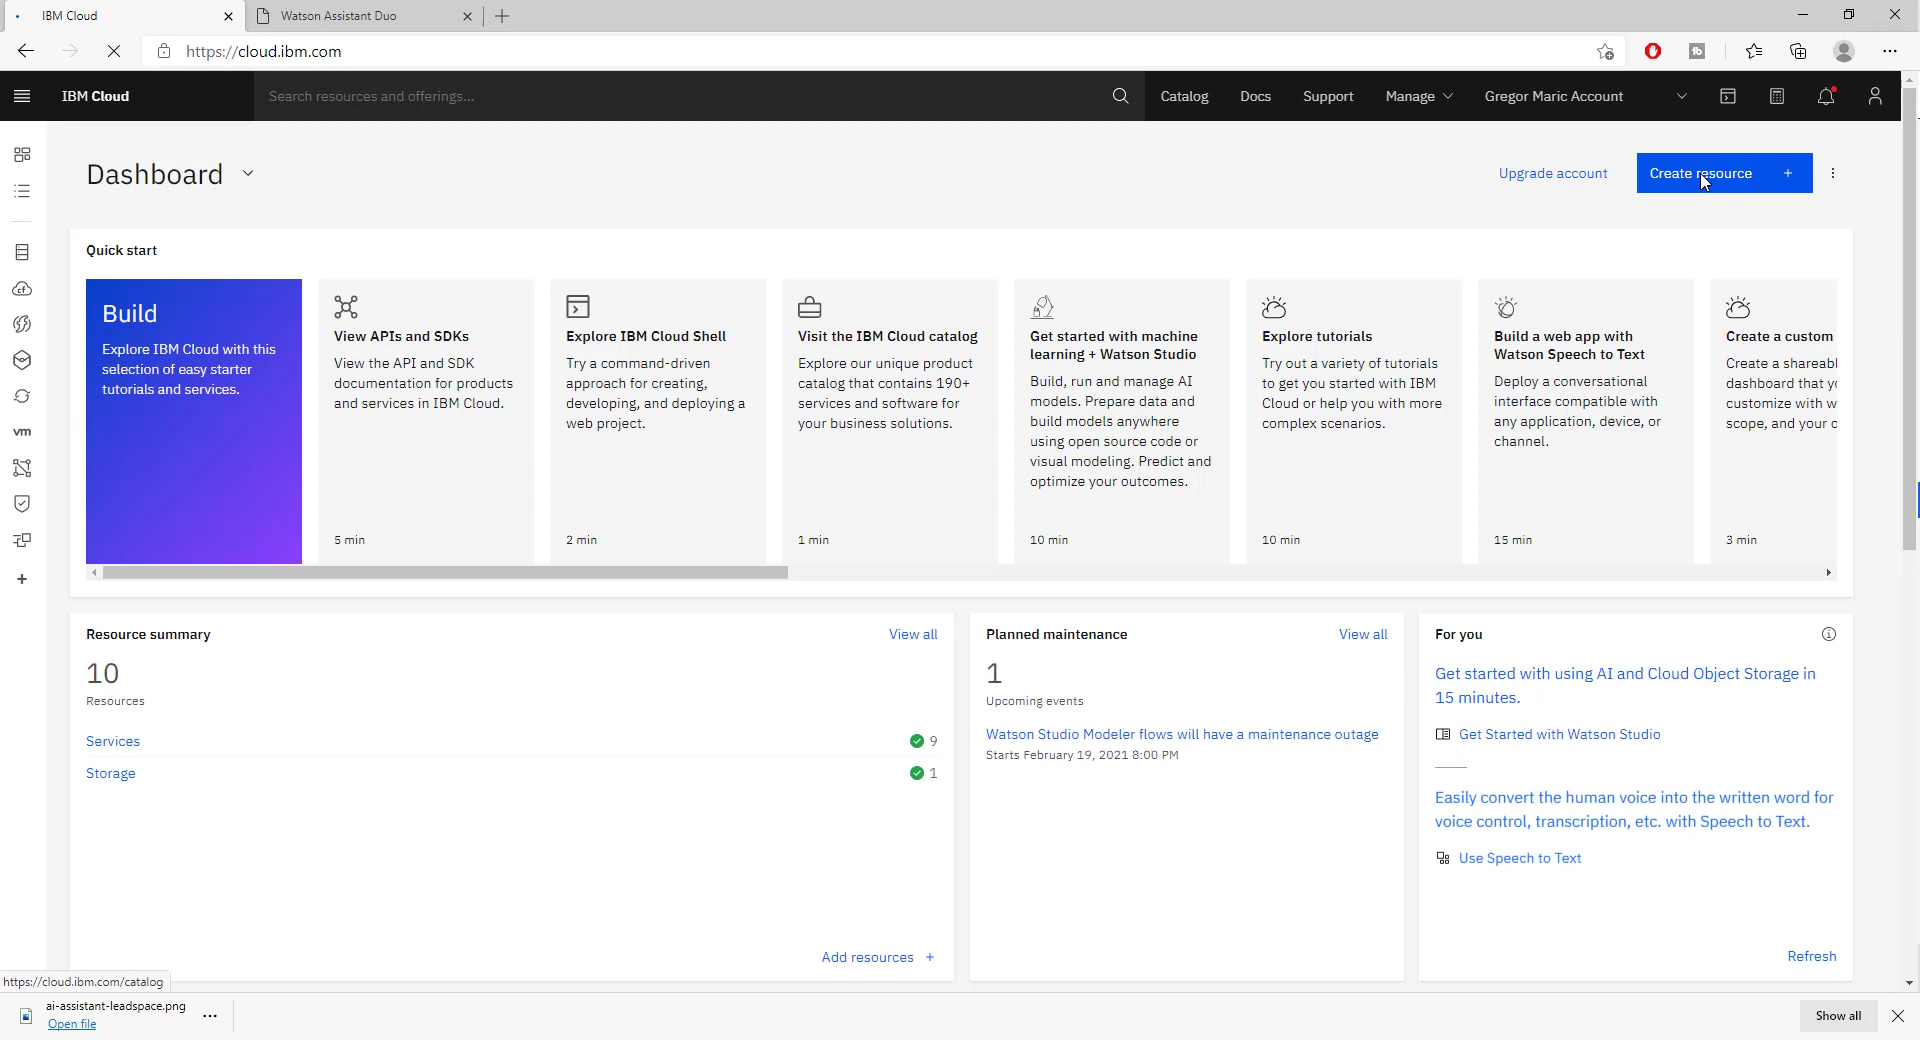 IBM Cloud
Watson Assistant Duo
https://cloud.ibm.com
IBM Cloud
Search resources and offerings...
Catalog
Docs
Support
Manage
Gregor Maric Account
Dashboard
Upgrade account
Create resource +
Quick start
Build
Explore IBM Cloud with this
selection of easy starter
tutorials and services.
View APIs and SDKs
View the API and SDK
documentation for products
and services in IBM Cloud.
5 min
Explore IBM Cloud Shell
Try a command-driven
approach for creating,
developing, and deploying a
web project.
2 min
Visit the IBM Cloud catalog
Explore our unique product
catalog that contains 190+
services and software for
your business solutions.
1 min
Get started with machine
learning + Watson Studio
Build, run and manage AI
models. Prepare data and
build models anywhere
using open source code or
visual modeling. Predict and
optimize your outcomes.
10 min
Explore tutorials
Try out a variety of tutorials
to get you started with IBM
Cloud or help you with more
complex scenarios.
10 min
Build a web app with
Watson Speech to Text
Deploy a conversational
interface compatible with
any application, device, or
channel.
15 min
Create a custom
Create a shareabl
dashboard that yo
customize with w
scope, and your c
3 min
cf
vm
Resource summary
View all
10
Resources
Services
9
Storage
1
Add resources +
Planned maintenance
View all
1
Upcoming events
Watson Studio Modeler flows will have a maintenance outage
Starts February 19, 2021 8:00 PM
For you
Get started with using AI and Cloud Object Storage in
15 minutes.
Get Started with Watson Studio
Easily convert the human voice into the written word for
voice control, transcription, etc. with Speech to Text.
Use Speech to Text
Refresh
https://cloud.ibm.com/catalog
ai-assistant-leadspace.png
Open file
Show all